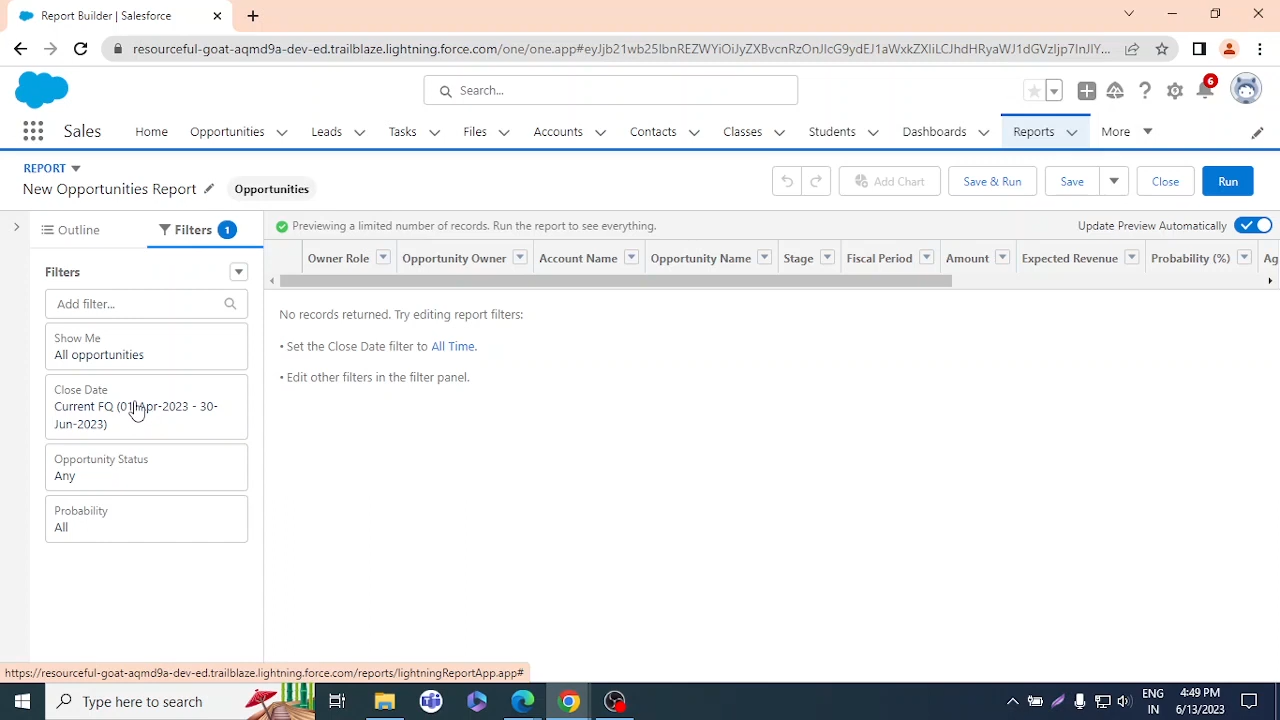 Report Builder | Salesforce
resourceful-goat-aqmd9a-dev-ed.trailblaze.lightning.force.com/one/one.app#
Search...
6
Sales
Home
Opportunities
Leads
Tasks
Files
Accounts
Contacts
Classes
Students
Dashboards
Reports
More
REPORT
New Opportunities Report
Opportunities
Add Chart
Save & Run
Save
Close
Run
Outline
Filters 1
Previewing a limited number of records. Run the report to see everything.
Update Preview Automatically
Filters
Owner Role
Opportunity Owner
Account Name
Opportunity Name
Stage
Fiscal Period
Amount
Expected Revenue
Probability (%)
Ag
Add filter...
No records returned. Try editing report filters:
Show Me
All opportunities
• Set the Close Date filter to All Time.
• Edit other filters in the filter panel.
Close Date
Current FQ (01-Apr-2023 - 30-
Jun-2023)
Opportunity Status
Any
Probability
All
https://resourceful-goat-aqmd9a-dev-ed.trailblaze.lightning.force.com/reports/lightningReportApp.app#
Type here to search
ENG
IN
4:49 PM
6/13/2023